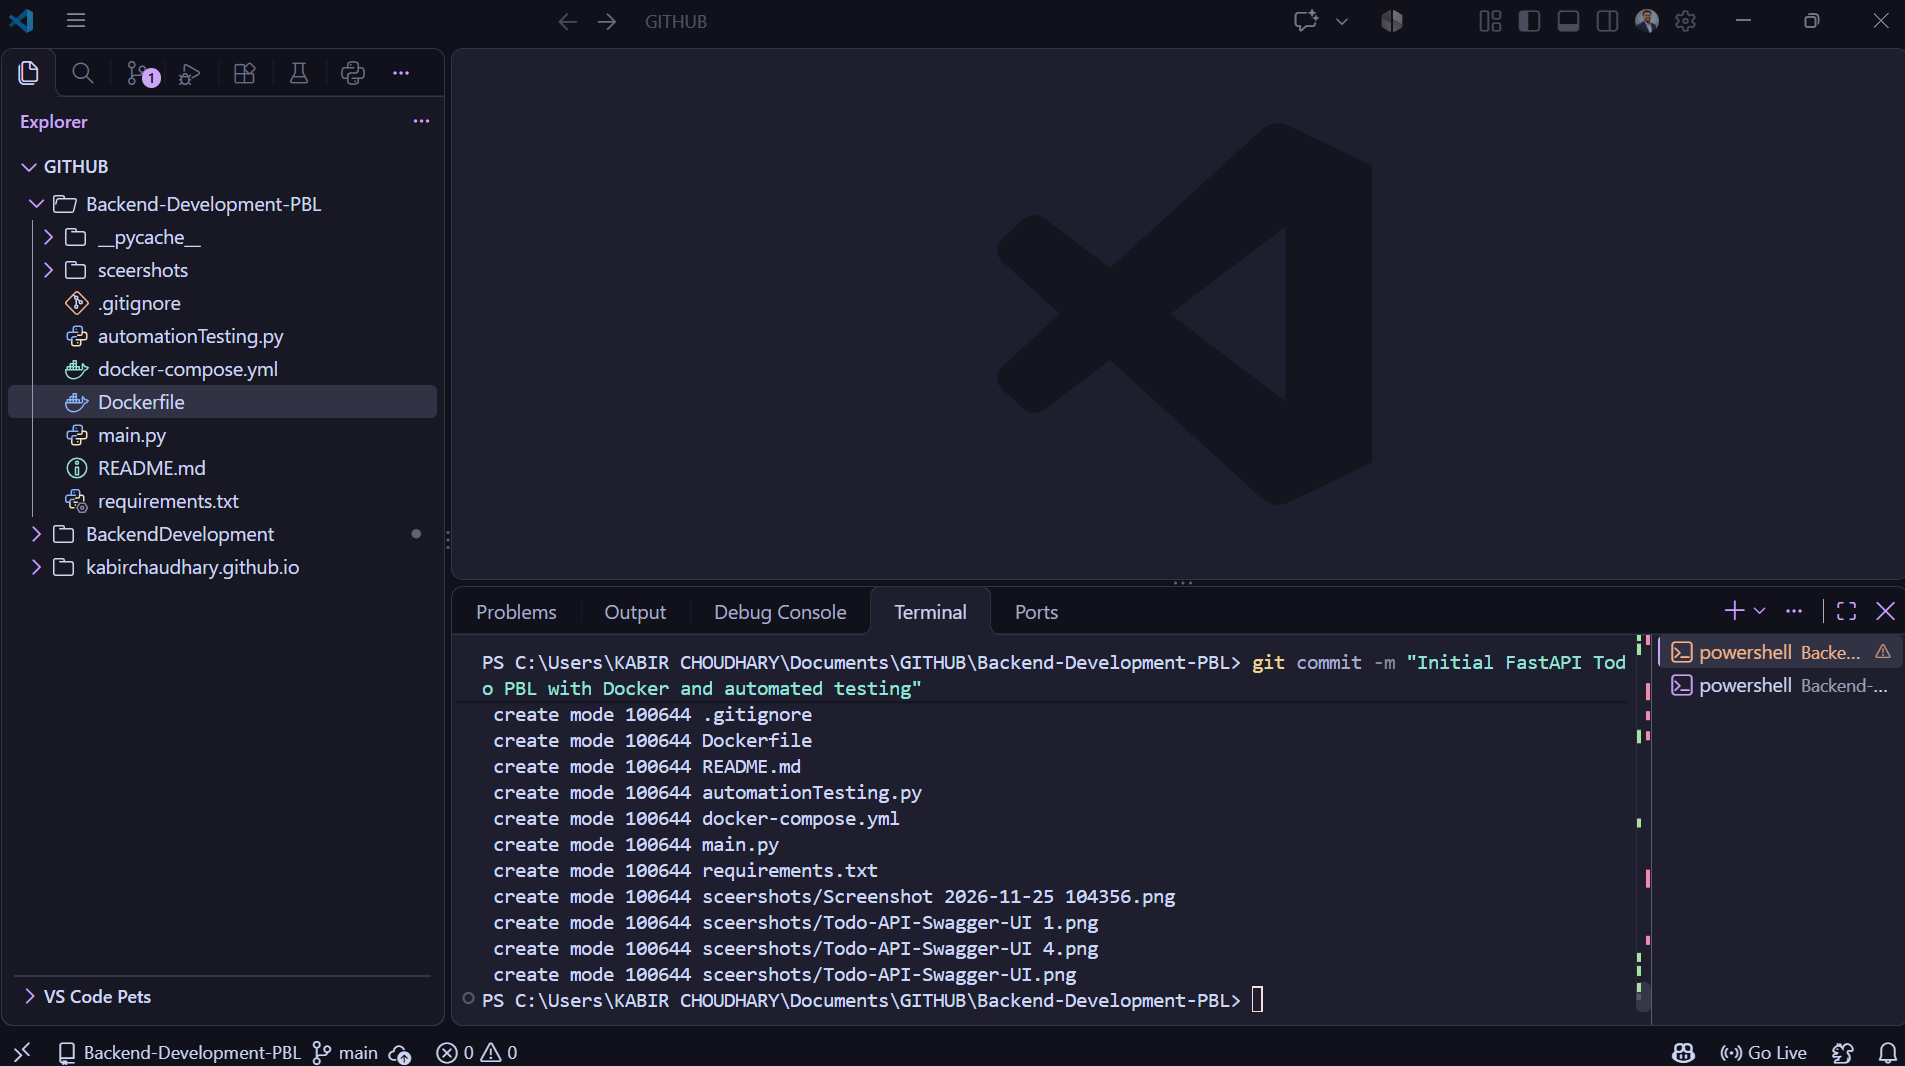 GITHUB
1
Explorer
GITHUB
Backend-Development-PBL
__pycache__
sceershots
.gitignore
automationTesting.py
docker-compose.yml
Dockerfile
main.py
README.md
requirements.txt
BackendDevelopment
kabirchaudhary.github.io
VS Code Pets
Problems
Output
Debug Console
Terminal
Ports
PS C:\Users\KABIR CHOUDHARY\Documents\GITHUB\Backend-Development-PBL> git commit -m "Initial FastAPI Tod
o PBL with Docker and automated testing"
create mode 100644 .gitignore
create mode 100644 Dockerfile
create mode 100644 README.md
create mode 100644 automationTesting.py
create mode 100644 docker-compose.yml
create mode 100644 main.py
create mode 100644 requirements.txt
create mode 100644 sceershots/Screenshot 2026-11-25 104356.png
create mode 100644 sceershots/Todo-API-Swagger-UI 1.png
create mode 100644 sceershots/Todo-API-Swagger-UI 4.png
create mode 100644 sceershots/Todo-API-Swagger-UI.png
PS C:\Users\KABIR CHOUDHARY\Documents\GITHUB\Backend-Development-PBL>
powershell Backe...
powershell Backend-...
Backend-Development-PBL main 0 0
Go Live